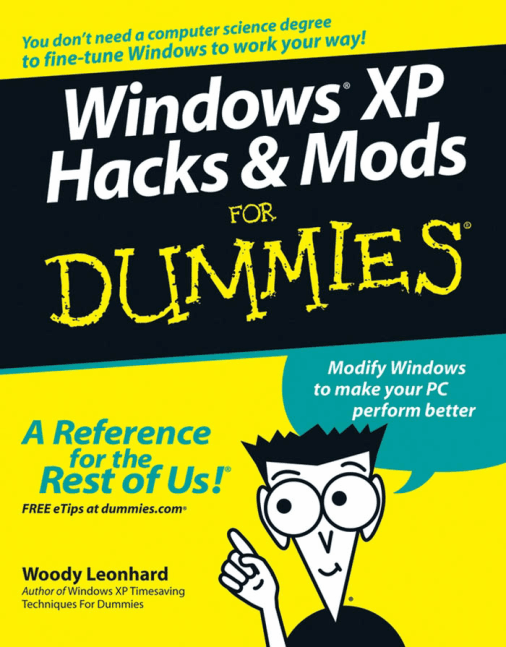 You don't need a computer science degree
to fine-tune Windows to work your way!
Windows® XP
Hacks & Mods
FOR
DUMMIES®
Modify Windows
to make your PC
perform better
A Reference
for the
Rest of Us!®
FREE eTips at dummies.com®
Woody Leonhard
Author of Windows XP Timesaving
Techniques For Dummies